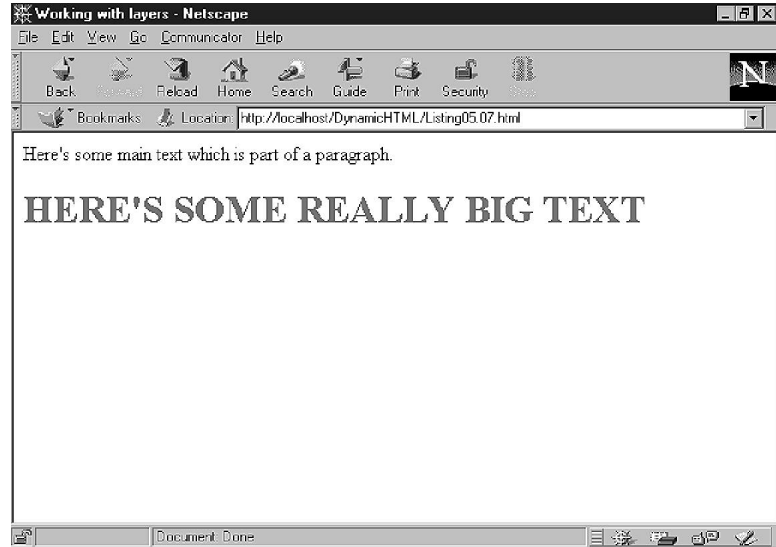 Working with layers - Netscape
File Edit View Go Communicator Help
Back Reload Home Search Guide Print Security
N
Bookmarks Location: http://localhost/DynamicHTML/Listing05.07.html
Here's some main text which is part of a paragraph.
HERE'S SOME REALLY BIG TEXT
Document: Done